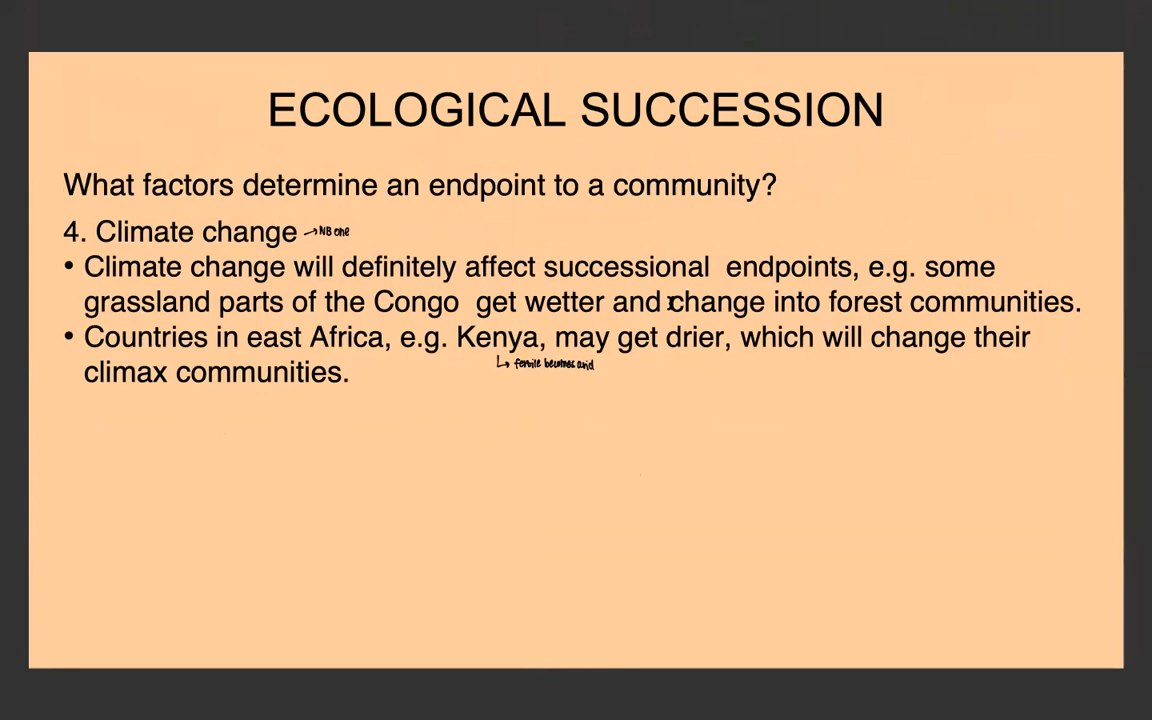 ECOLOGICAL SUCCESSION
What factors determine an endpoint to a community?
4. Climate change → NB one
• Climate change will definitely affect successional endpoints, e.g. some
grassland parts of the Congo get wetter and change into forest communities.
• Countries in east Africa, e.g. Kenya, may get drier, which will change their
↳ fertile becomes arid
climax communities.